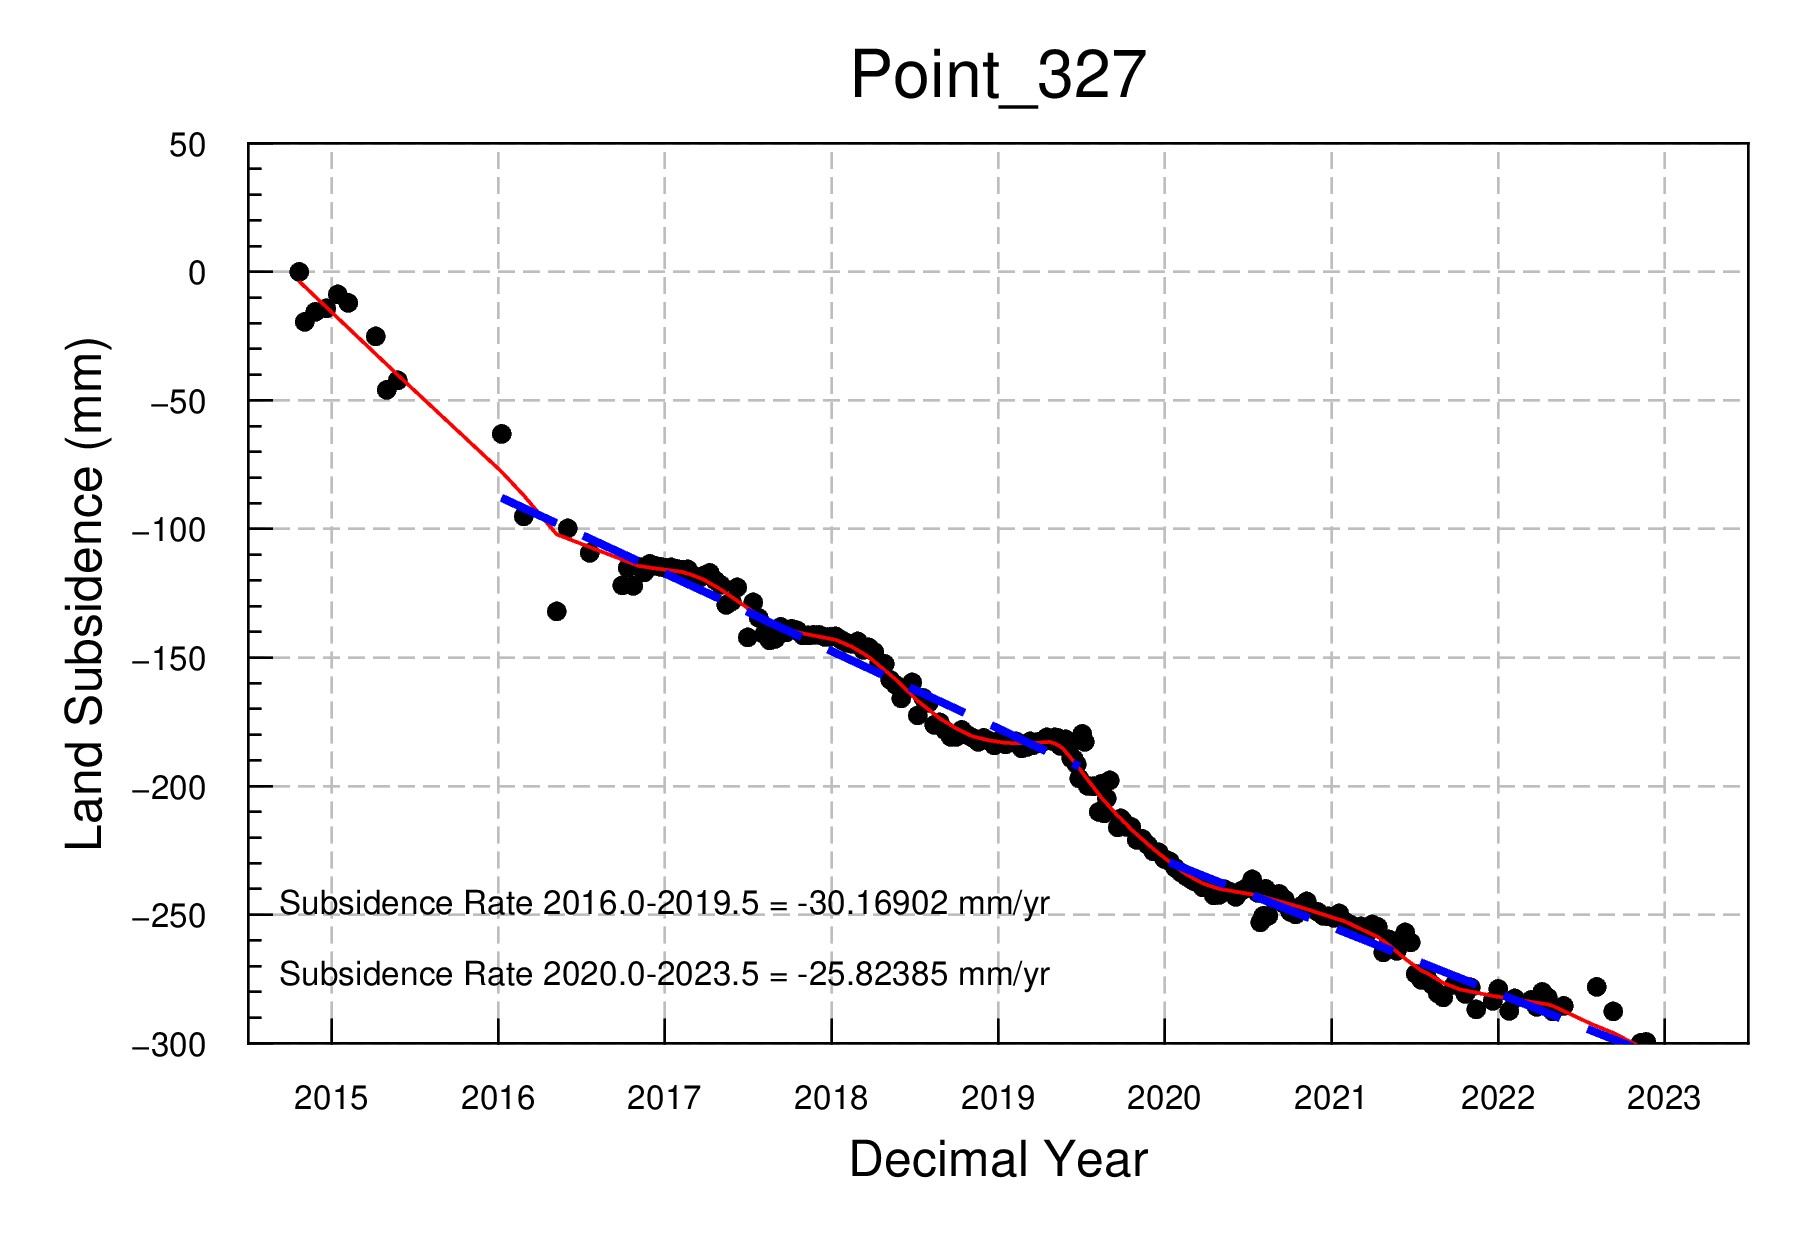 Point_327
50
0
−50
−100
−150
−200
−250
−300
Land Subsidence (mm)
Subsidence Rate 2016.0-2019.5 = -30.16902 mm/yr
Subsidence Rate 2020.0-2023.5 = -25.82385 mm/yr
2015 2016 2017 2018 2019 2020 2021 2022 2023
Decimal Year